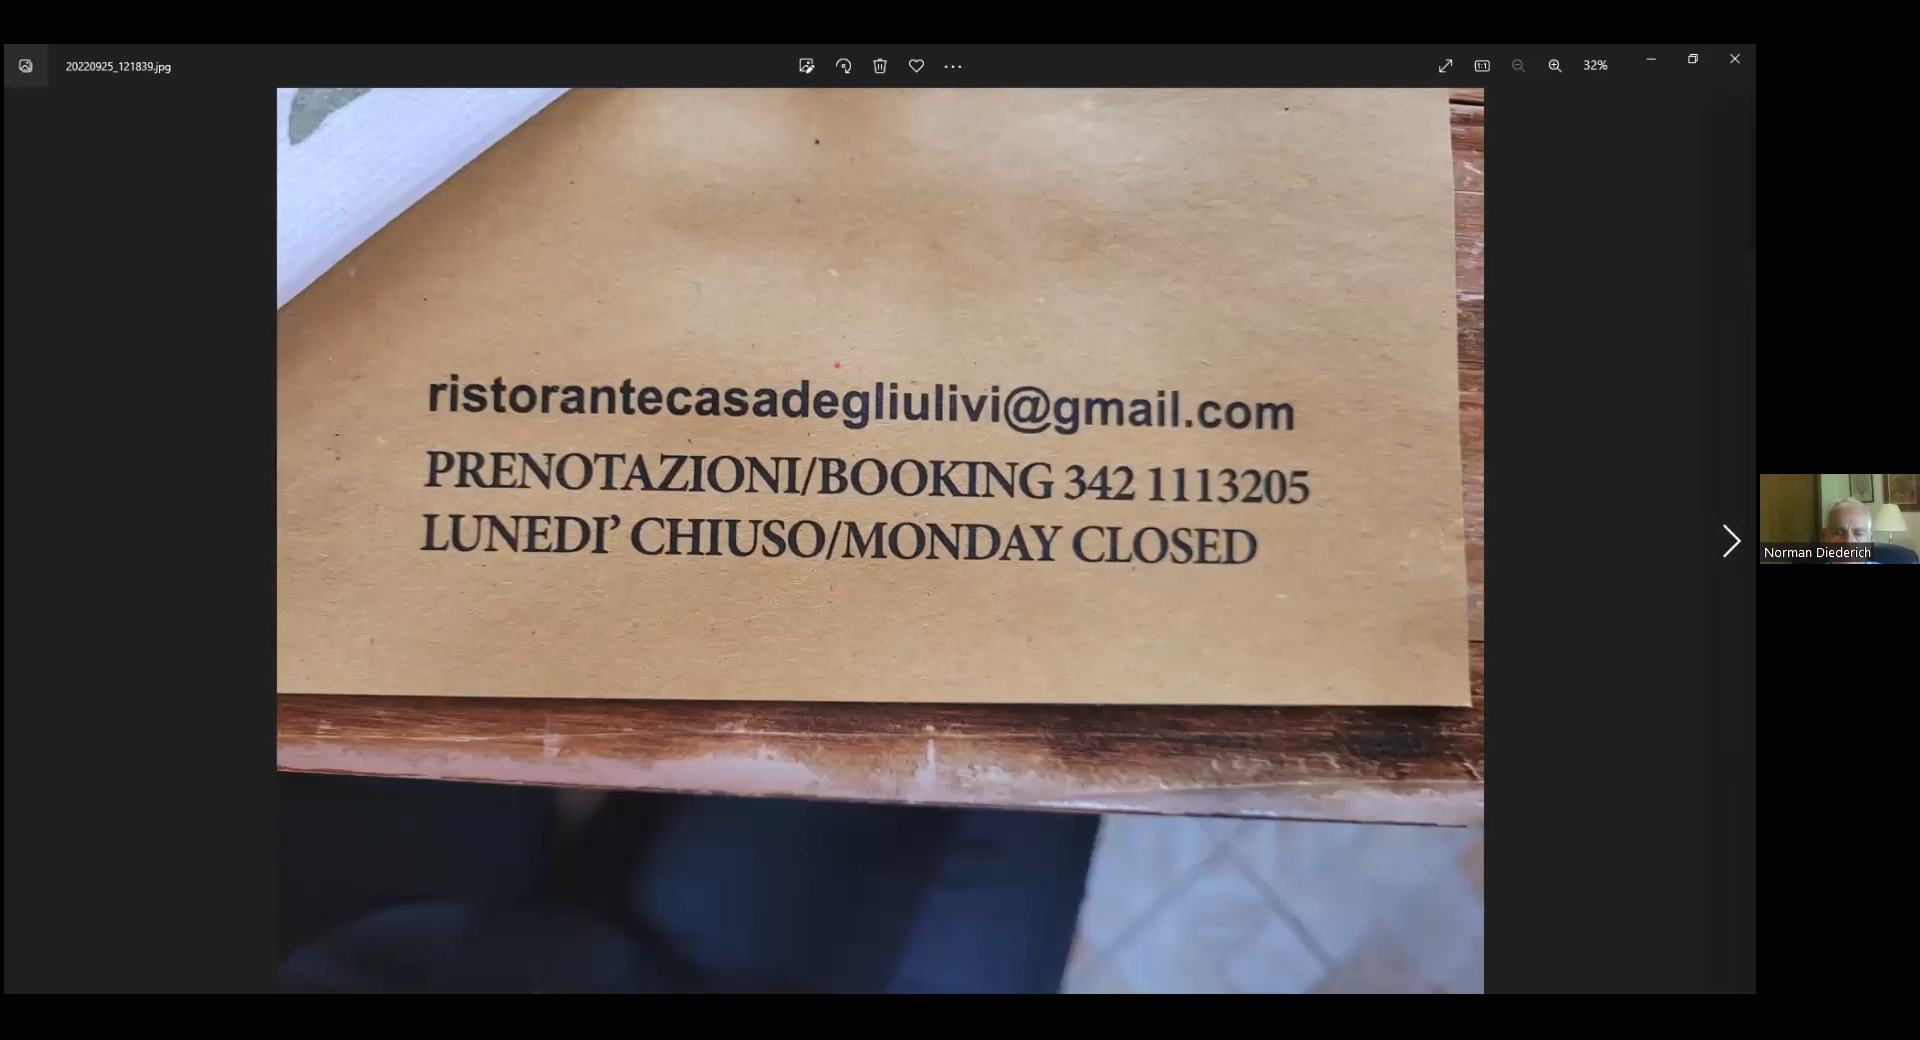 20220925_121839.jpg
32%
ristorantecasadegliulivi@gmail.com
PRENOTAZIONI/BOOKING 342 1113205
LUNEDI’ CHIUSO/MONDAY CLOSED
Norman Diederich